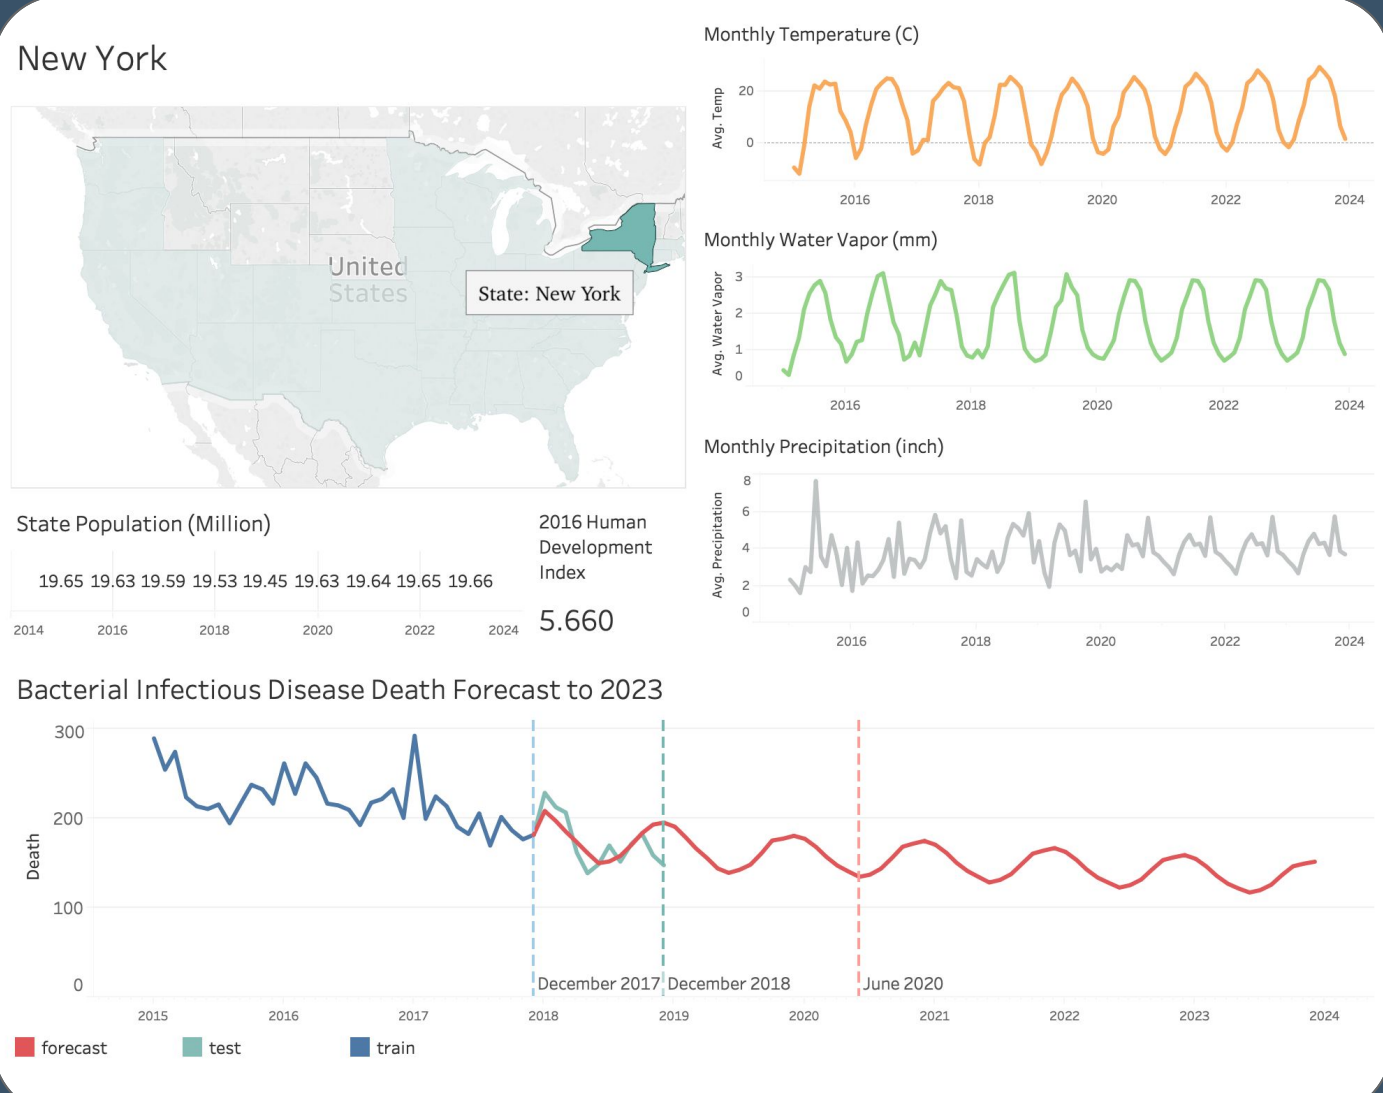 New York
United
States
State: New York
State Population (Million)
19.65 19.63 19.59 19.53 19.45 19.63 19.64 19.65 19.66
2014 2016 2018 2020 2022 2024
2016 Human
Development
Index
5.660
Monthly Temperature (C)
Avg. Temp
20
0
2016 2018 2020 2022 2024
Monthly Water Vapor (mm)
Avg. Water Vapor
3
2
1
0
2016 2018 2020 2022 2024
Monthly Precipitation (inch)
Avg. Precipitation
8
6
4
2
0
2016 2018 2020 2022 2024
Bacterial Infectious Disease Death Forecast to 2023
Death
300
200
100
0
December 2017 December 2018 June 2020
2015 2016 2017 2018 2019 2020 2021 2022 2023 2024
forecast test train